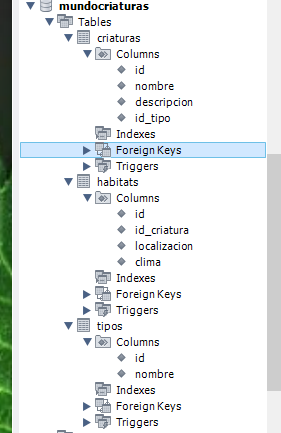 mundocriaturas
Tables
criaturas
Columns
id
nombre
descripcion
id_tipo
Indexes
Foreign Keys
Triggers
habitats
Columns
id
id_criatura
localizacion
clima
Indexes
Foreign Keys
Triggers
tipos
Columns
id
nombre
Indexes
Foreign Keys
Triggers